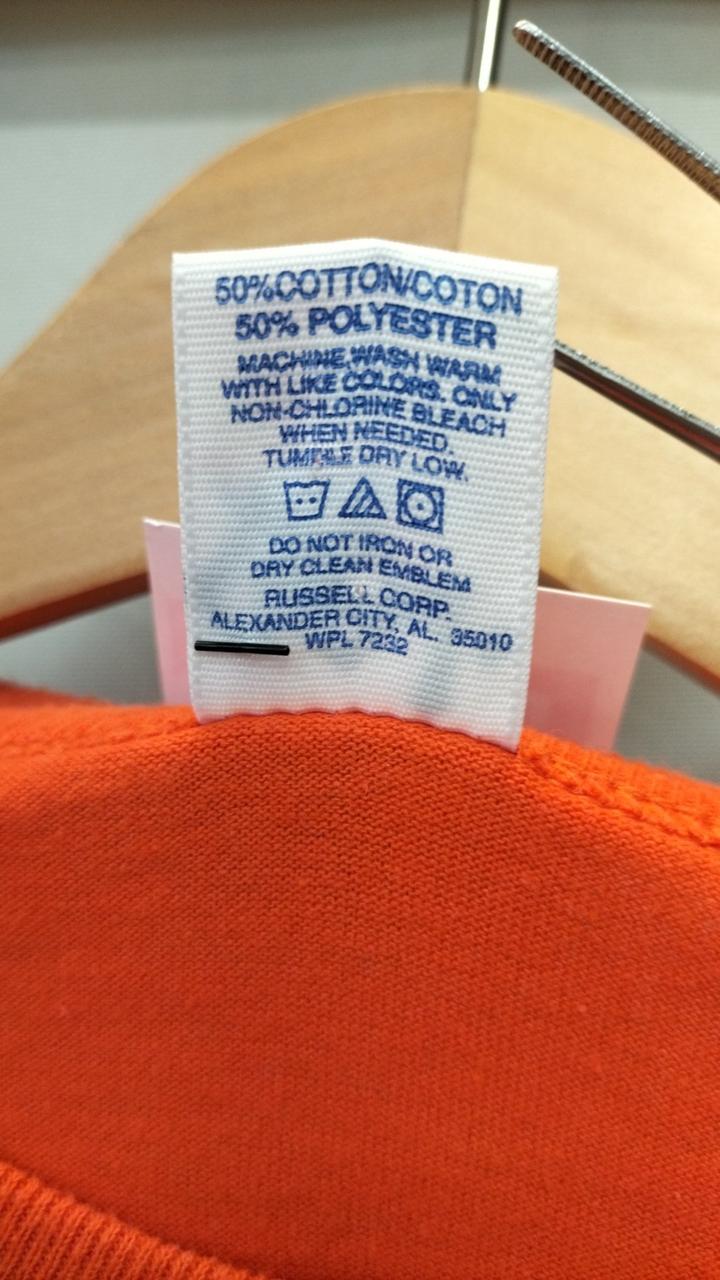 50%COTTON/COTON
50% POLYESTER
MACHINE WASH WARM
WITH LIKE COLORS. ONLY
NON-CHLORINE BLEACH
WHEN NEEDED.
TUMBLE DRY LOW.
DO NOT IRON OR
DRY CLEAN EMBLEM
RUSSELL CORP.
ALEXANDER CITY, AL. 35010
WPL 7232